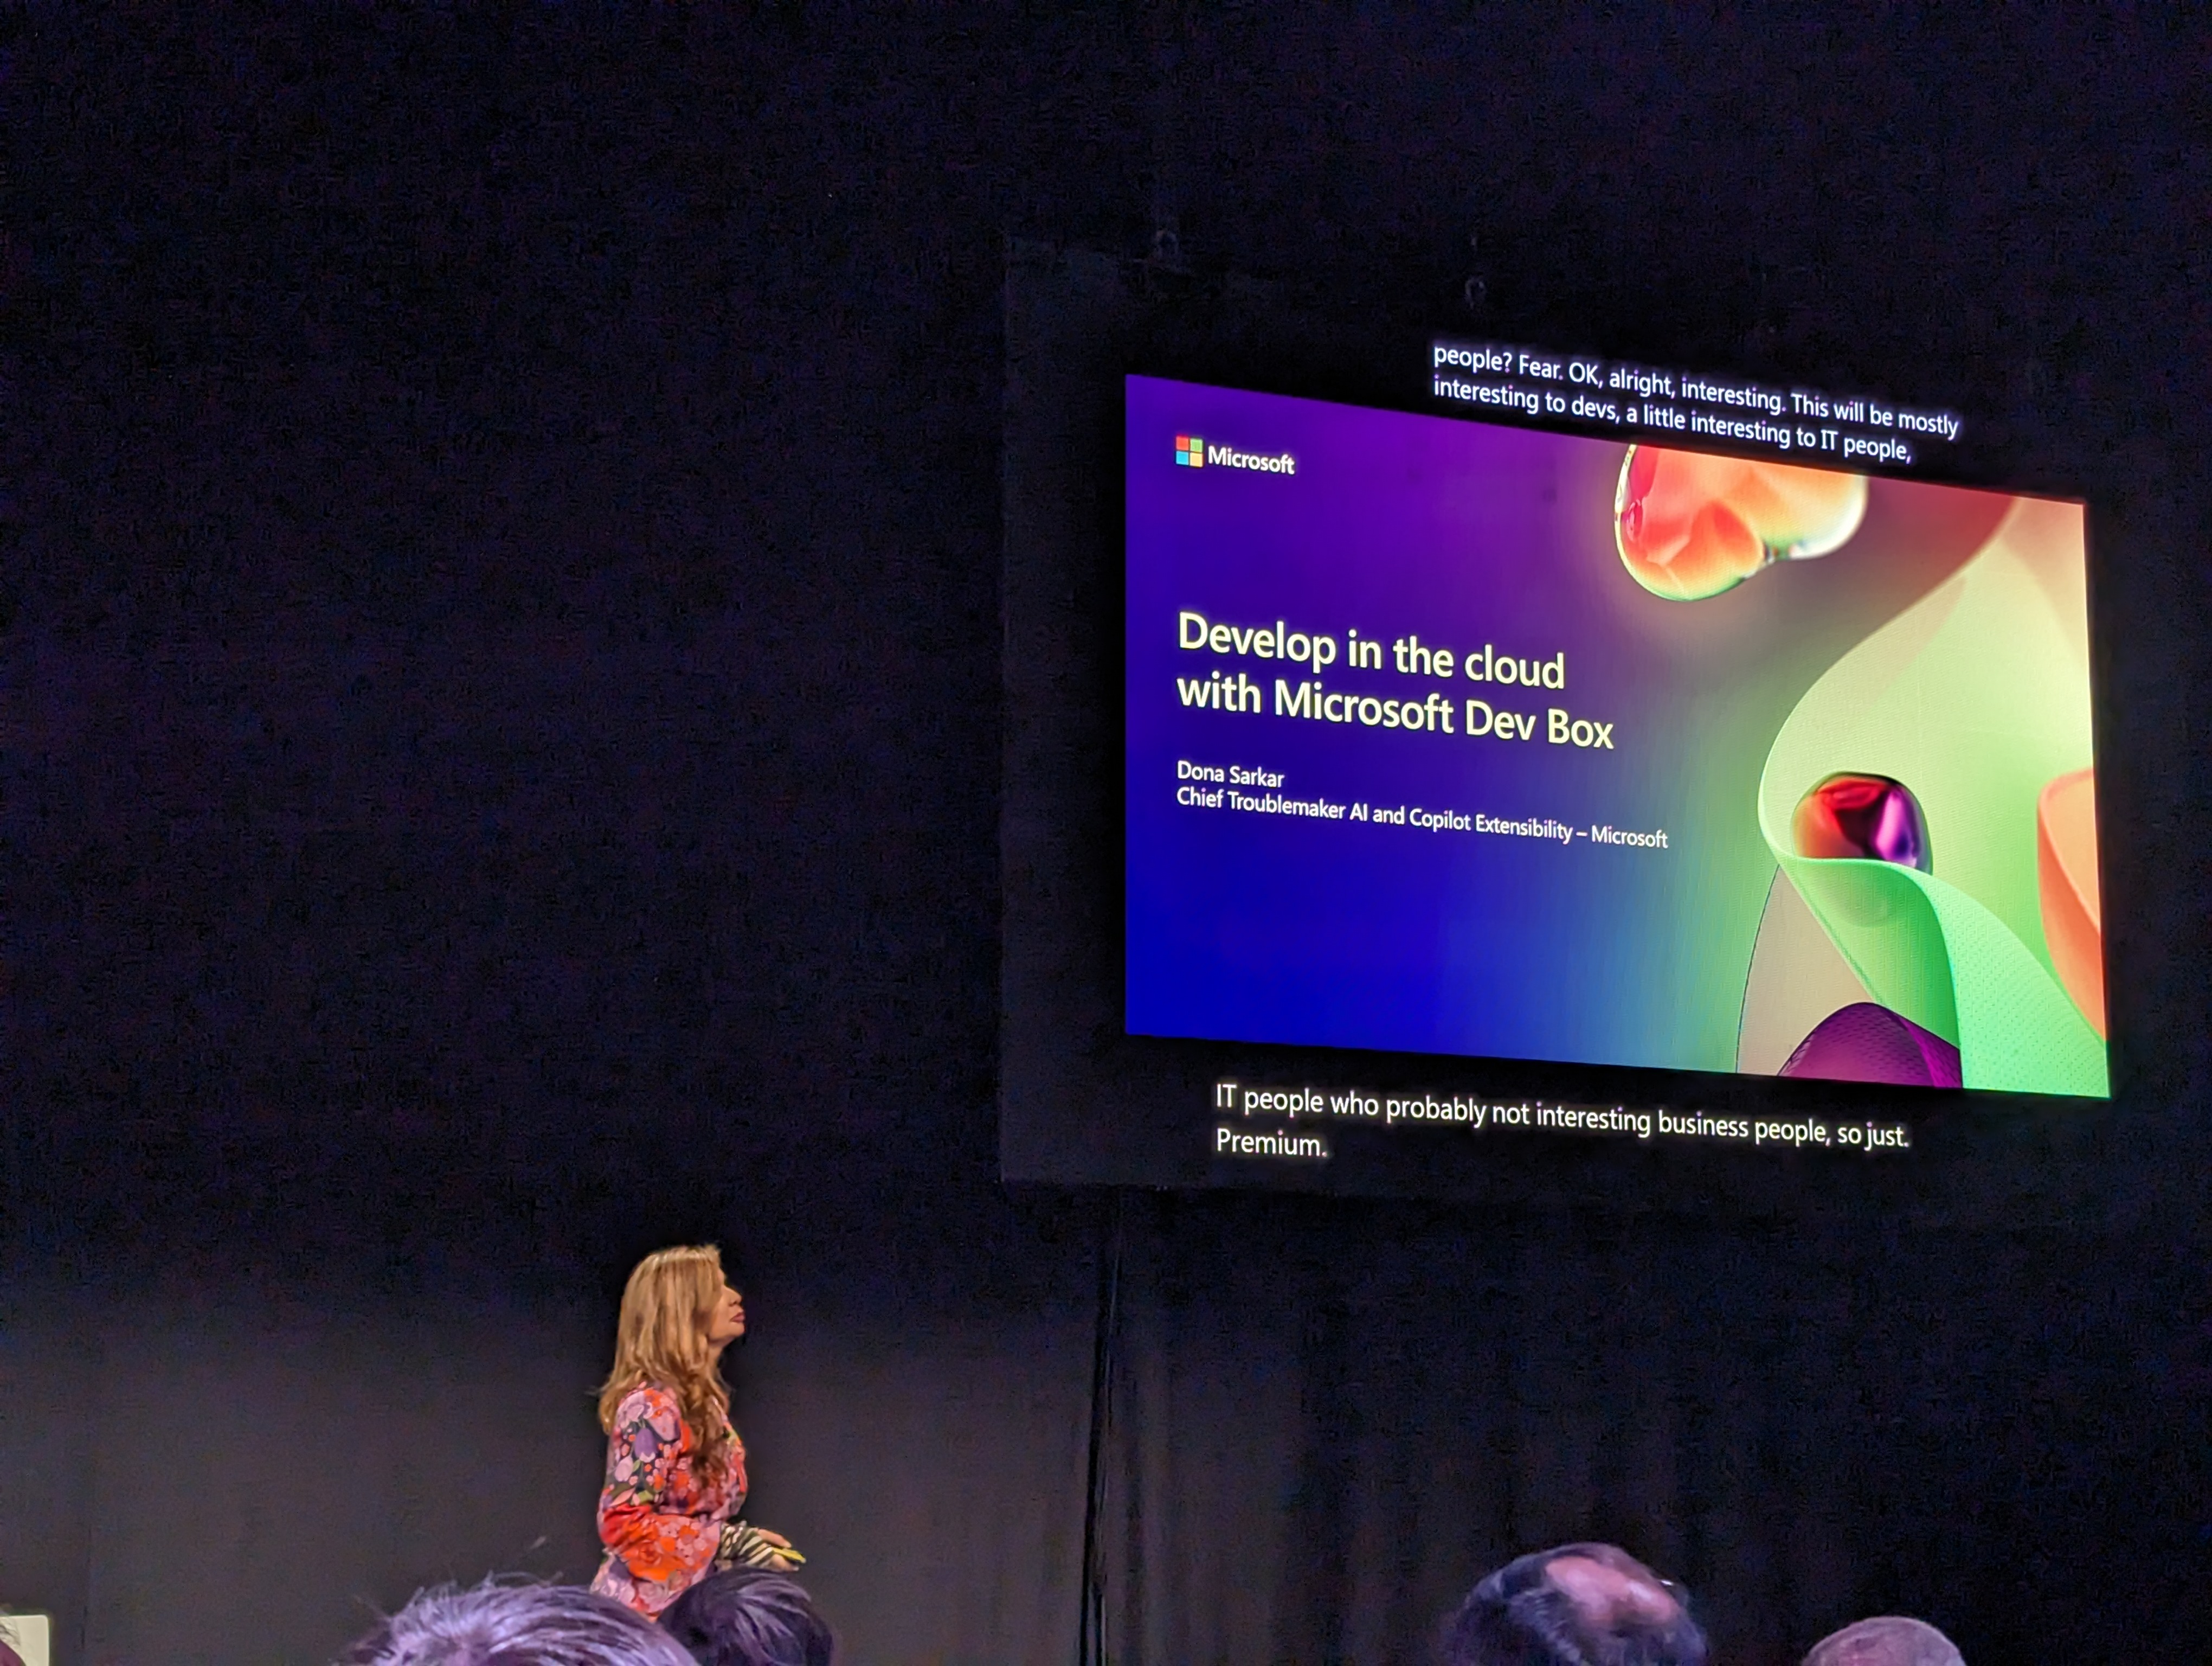 people? Fear. OK, alright, interesting. This will be mostly
interesting to devs, a little interesting to IT people,
Microsoft
Develop in the cloud
with Microsoft Dev Box
Dona Sarkar
Chief Troublemaker AI and Copilot Extensibility – Microsoft
IT people who probably not interesting business people, so just.
Premium.